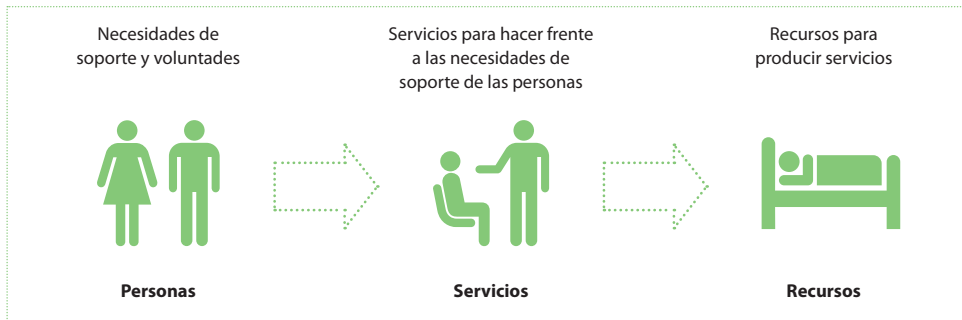 Necesidades de
soporte y voluntades
Servicios para hacer frente
a las necesidades de
soporte de las personas
Recursos para
producir servicios
Personas
Servicios
Recursos